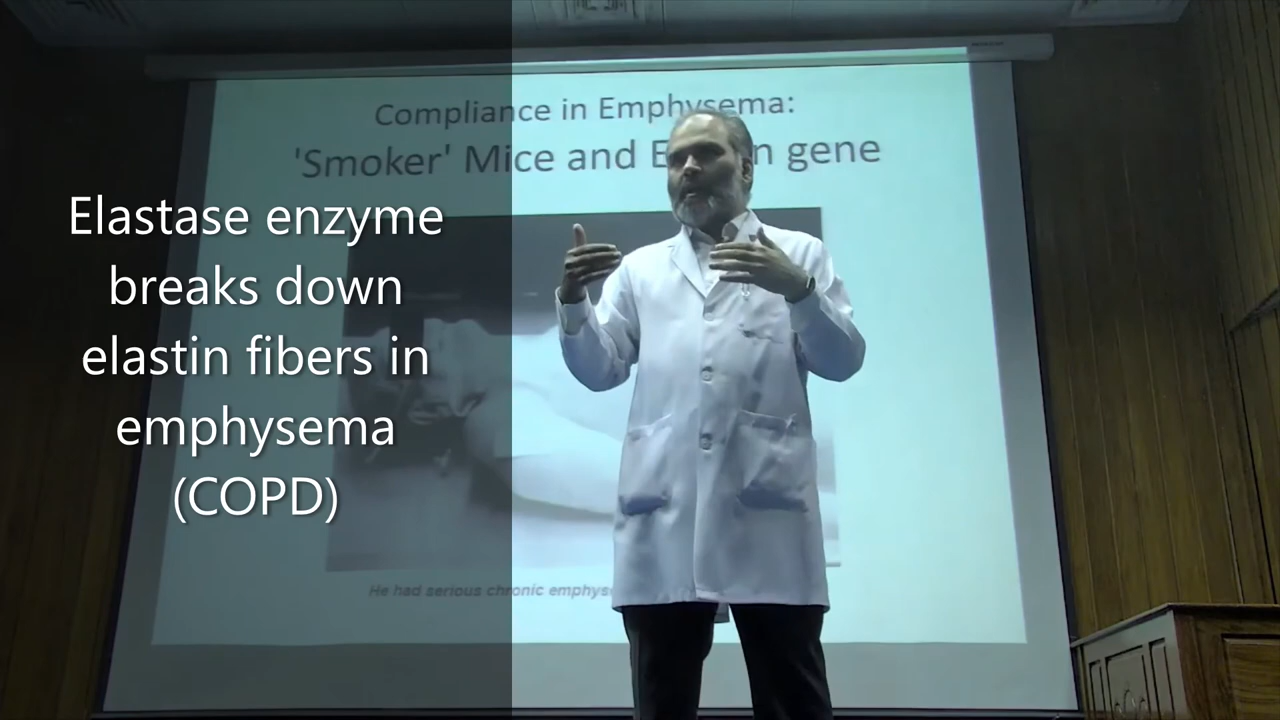 Compliance in Emphysema:
'Smoker' Mice and gene
Elastase enzyme
breaks down
elastin fibers in
emphysema
(COPD)
He had serious chronic